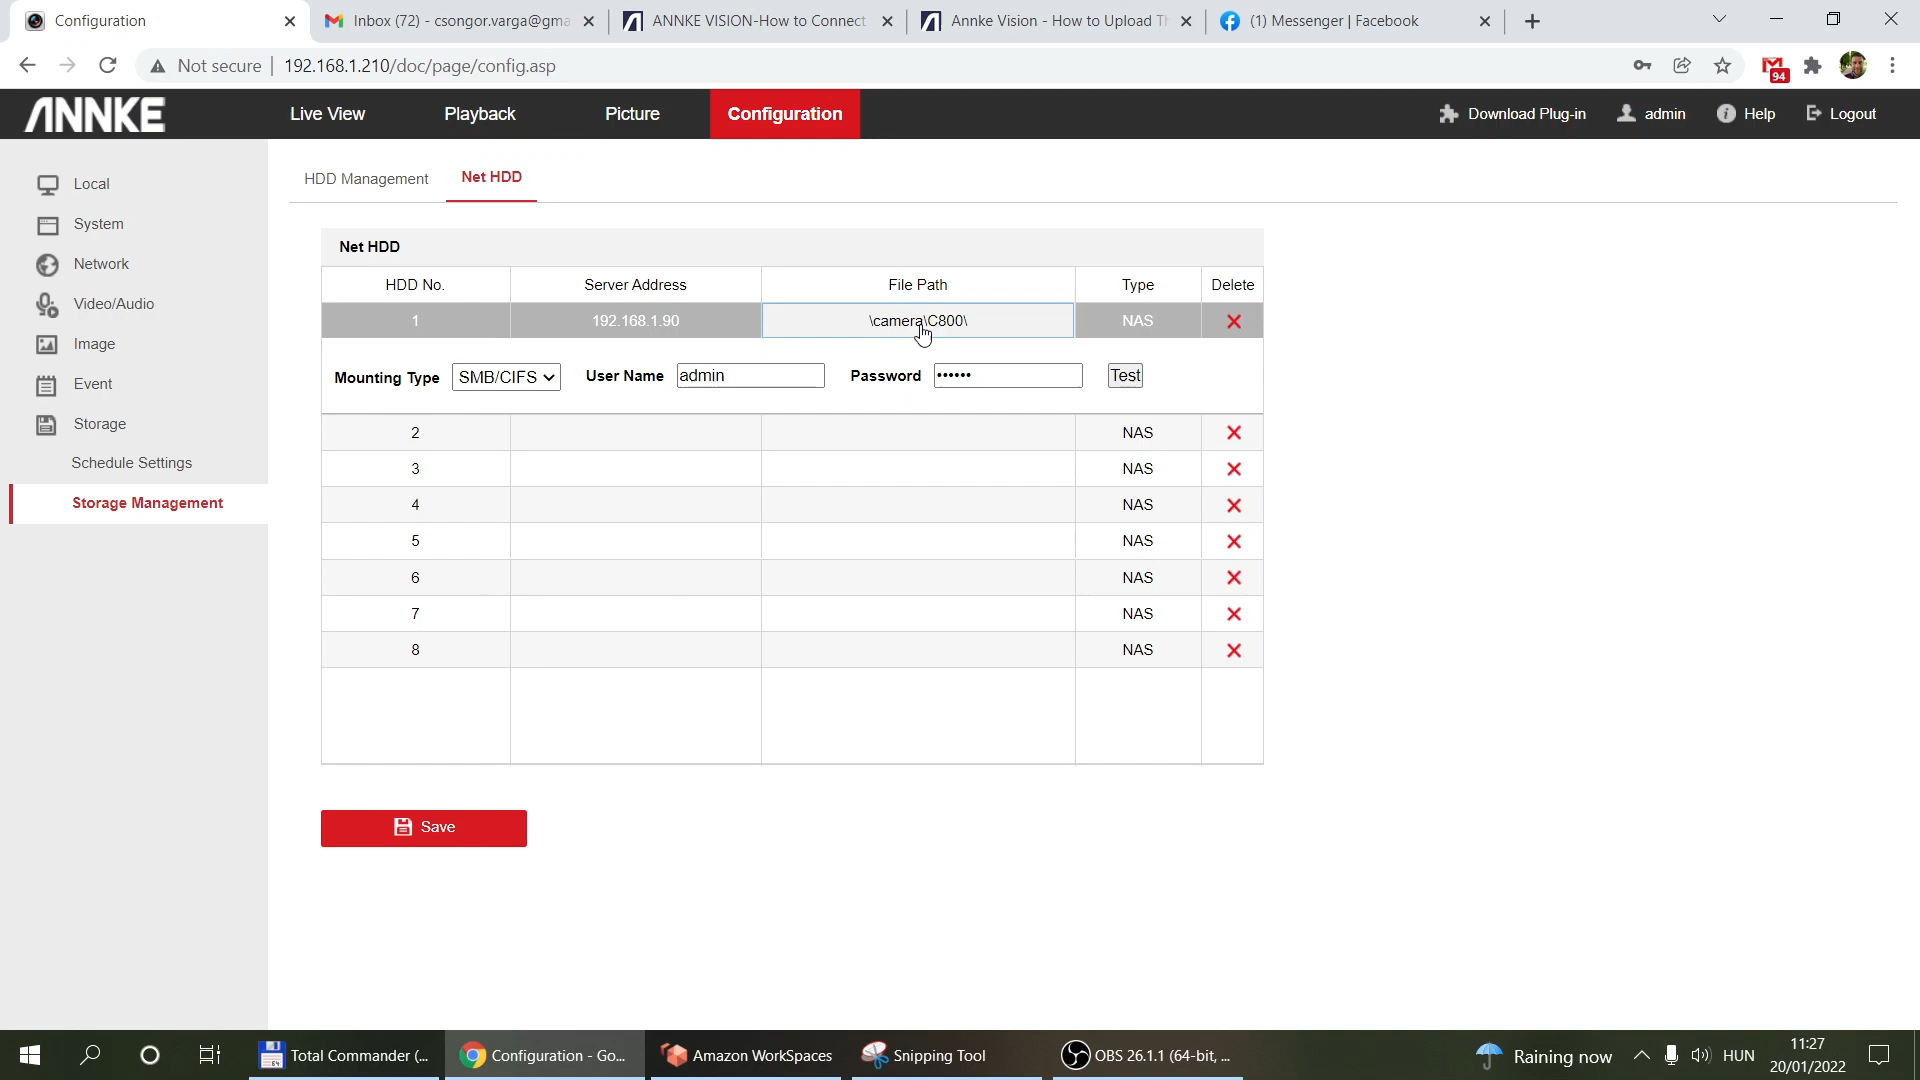 Configuration
Inbox (72) - csongor.varga@gma
ANNKE VISION-How to Connect
Annke Vision - How to Upload Th
(1) Messenger | Facebook
Not secure | 192.168.1.210/doc/page/config.asp
94
ANNKE
Live View
Playback
Picture
Configuration
Download Plug-in
admin
Help
Logout
Local
System
Network
Video/Audio
Image
Event
Storage
Schedule Settings
Storage Management
HDD Management
Net HDD
Net HDD
HDD No. Server Address File Path Type Delete
1 192.168.1.90 \camera\C800\ NAS
Mounting Type SMB/CIFS User Name admin Password •••••• Test
2 NAS
3 NAS
4 NAS
5 NAS
6 NAS
7 NAS
8 NAS
Save
64
Total Commander (...
Configuration - Go...
Amazon WorkSpaces
Snipping Tool
OBS 26.1.1 (64-bit, ...
Raining now
HUN
11:27
20/01/2022